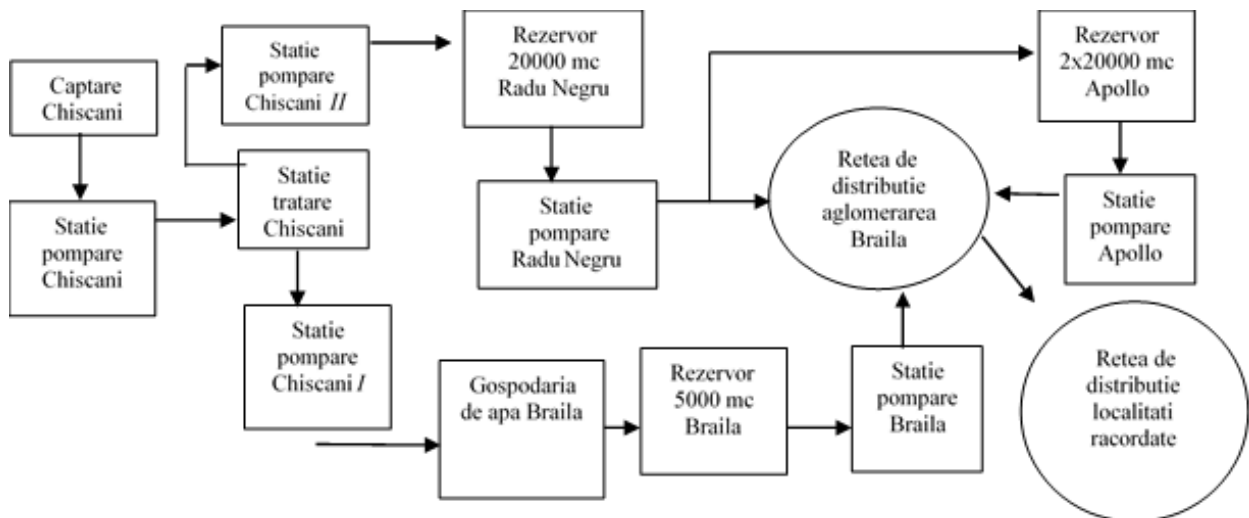 Captare
Chiscani
Statie
pompare
Chiscani
Statie
pompare
Chiscani II
Statie
tratare
Chiscani
Statie
pompare
Chiscani I
Rezervor
20000 mc
Radu Negru
Statie
pompare
Radu Negru
Gospodaria
de apa Braila
Rezervor
5000 mc
Braila
Statie
pompare
Braila
Retea de
distributie
aglomerarea
Braila
Rezervor
2x20000 mc
Apollo
Statie
pompare
Apollo
Retea de
distributie
localitati
racordate